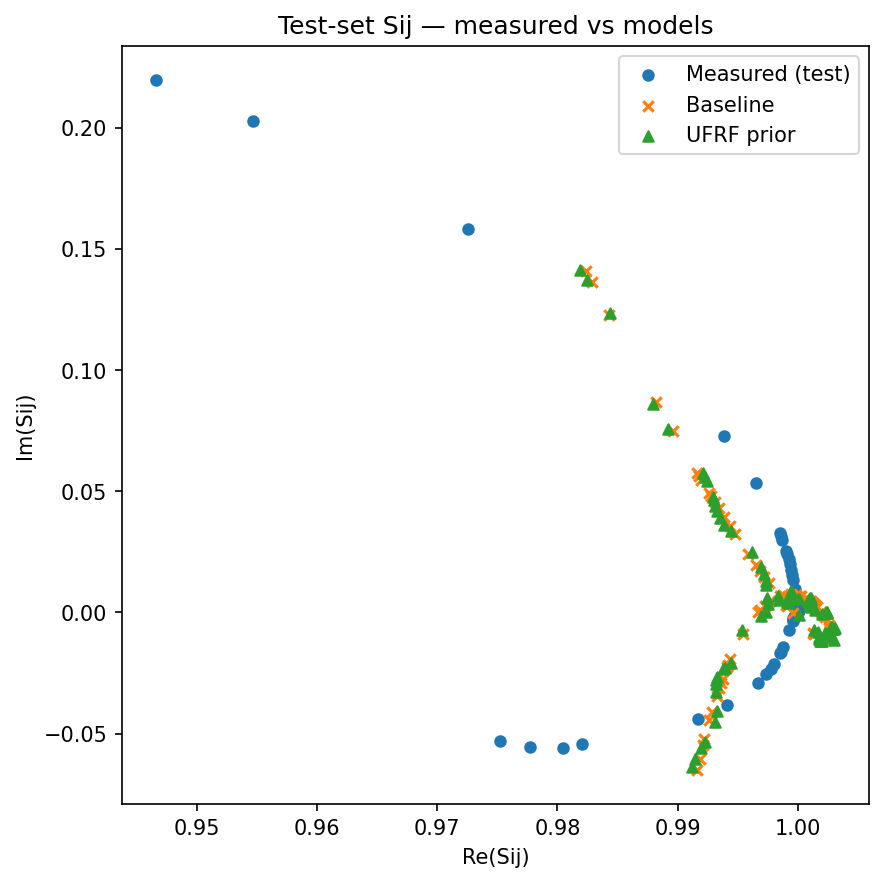 Test-set Sij — measured vs models
Measured (test)
Baseline
UFRF prior
Im(Sij)
0.20
0.15
0.10
0.05
0.00
−0.05
0.95 0.96 0.97 0.98 0.99 1.00
Re(Sij)